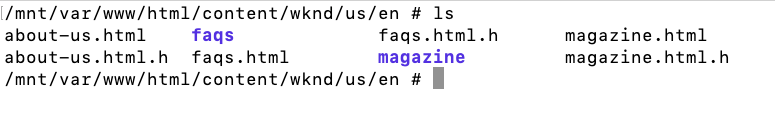 /mnt/var/www/html/content/wknd/us/en # ls
about-us.html    faqs             faqs.html.h      magazine.html
about-us.html.h  faqs.html        magazine         magazine.html.h
/mnt/var/www/html/content/wknd/us/en #